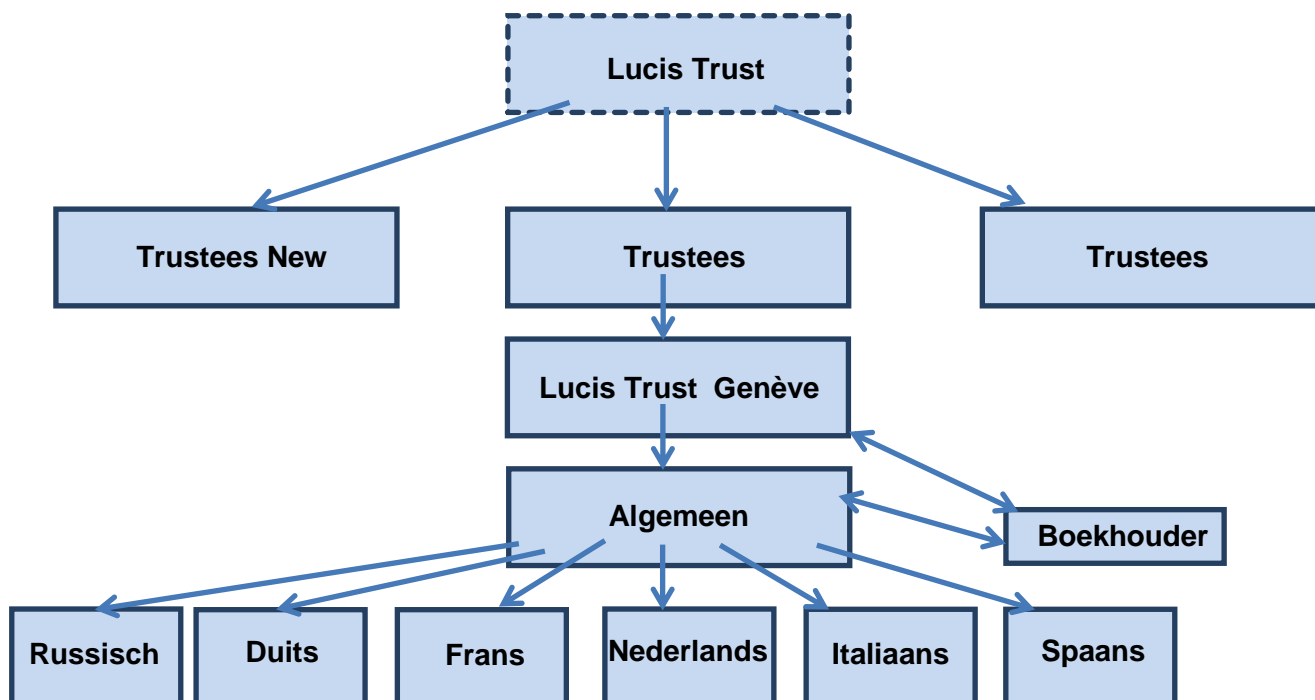 Lucis Trust
Trustees New
Trustees
Trustees
Lucis Trust Genève
Algemeen
Boekhouder
Russisch
Duits
Frans
Nederlands
Italiaans
Spaans